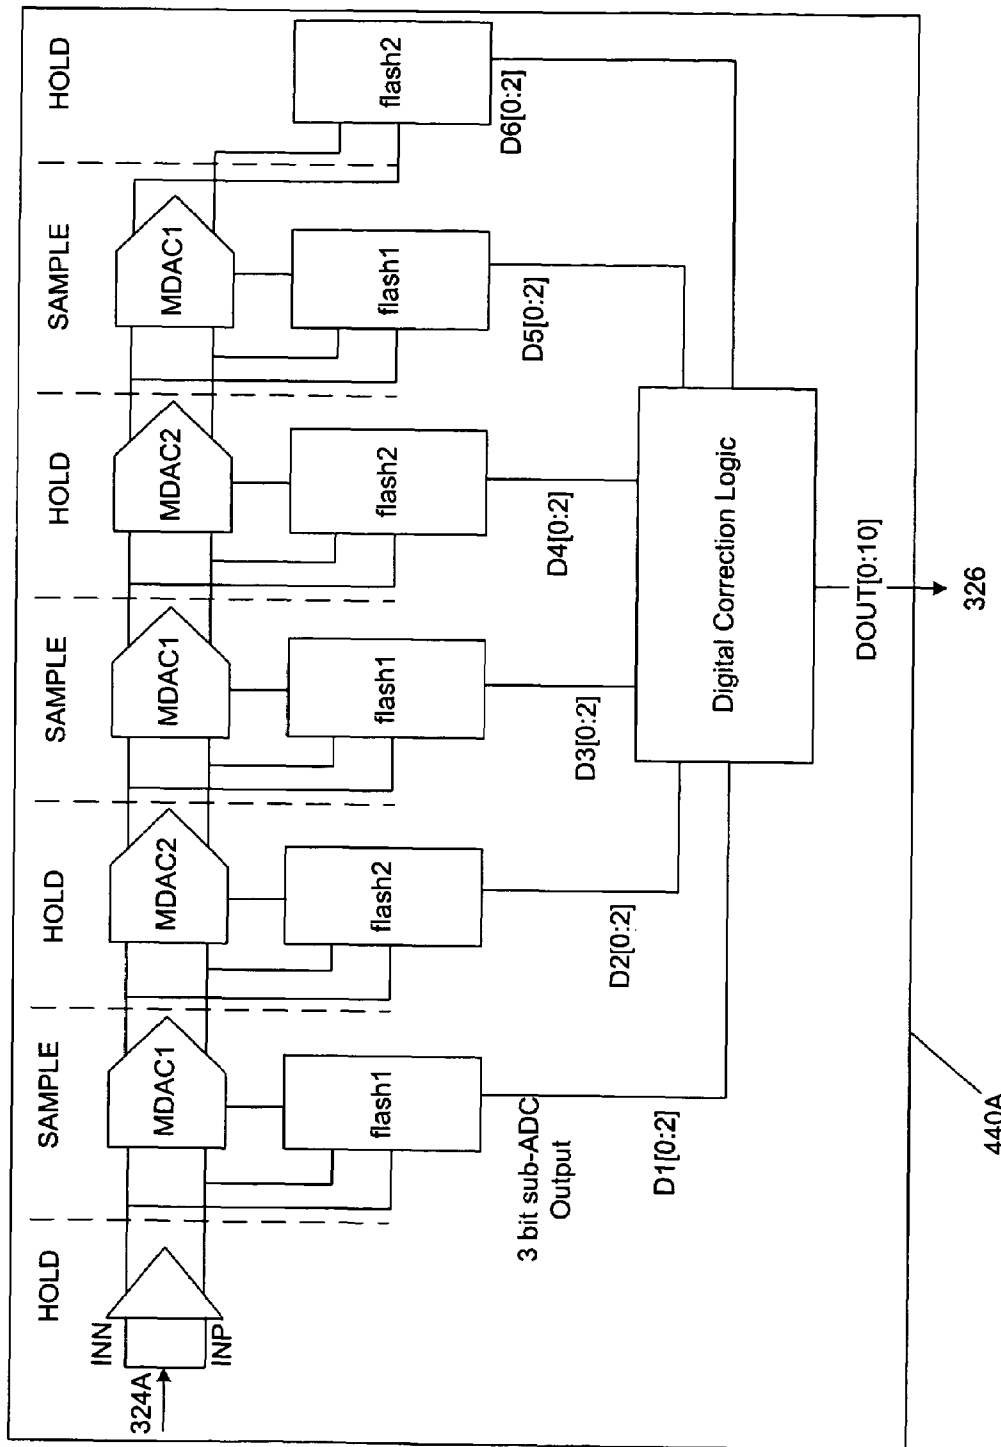 HOLD
SAMPLE
HOLD
SAMPLE
HOLD
SAMPLE
HOLD
INN
INP
324A
MDAC1
MDAC2
MDAC1
MDAC2
MDAC1
flash1
flash2
flash1
flash2
flash1
flash2
3 bit sub-ADC
Output
D1[0:2]
D2[0:2]
D3[0:2]
D4[0:2]
D5[0:2]
D6[0:2]
Digital Correction Logic
DOUT[0:10]
326
440A